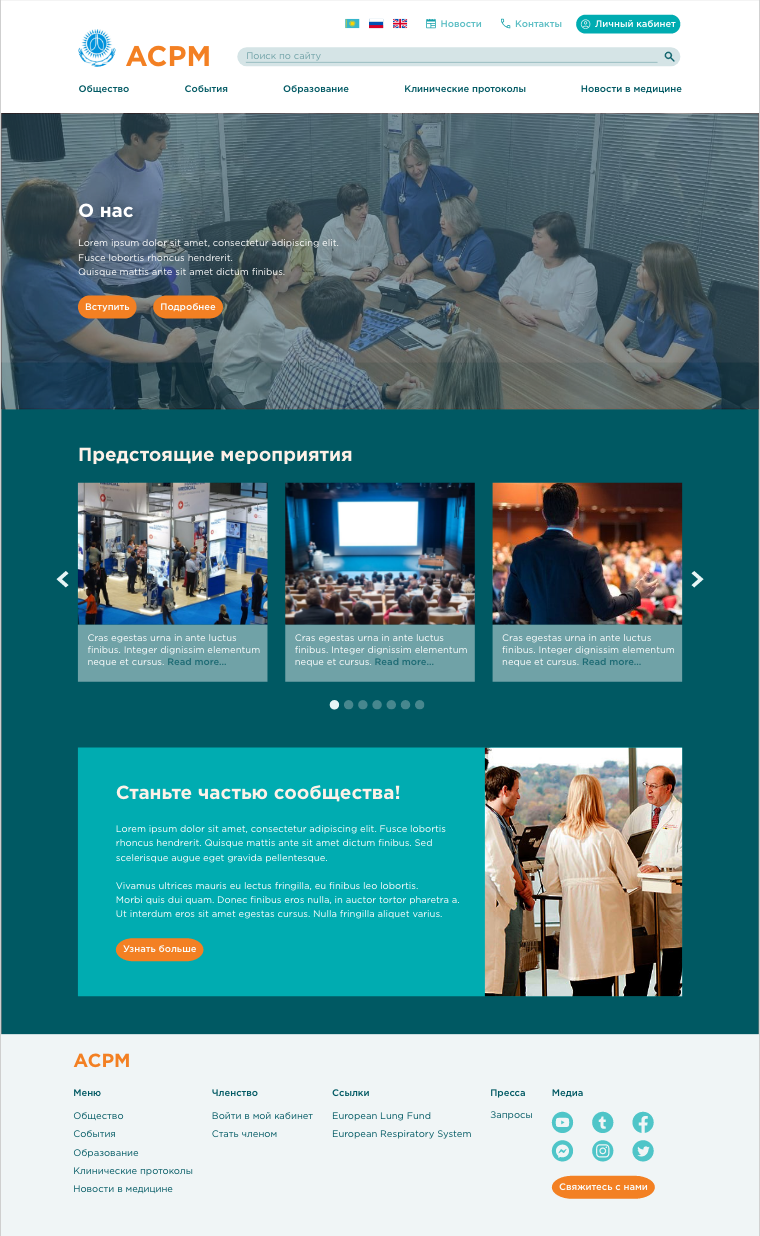 Новости
Контакты
Личный кабинет
АСРМ
Поиск по сайту
Общество
События
Образование
Клинические протоколы
Новости в медицине
О нас
Lorem ipsum dolor sit amet, consectetur adipiscing elit.
Fusce lobortis rhoncus hendrerit.
Quisque mattis ante sit amet dictum finibus.
Вступить
Подробнее
Предстоящие мероприятия
Cras egestas urna in ante luctus
finibus. Integer dignissim elementum
neque et cursus. Read more...
Cras egestas urna in ante luctus
finibus. Integer dignissim elementum
neque et cursus. Read more...
Cras egestas urna in ante luctus
finibus. Integer dignissim elementum
neque et cursus. Read more...
Станьте частью сообщества!
Lorem ipsum dolor sit amet, consectetur adipiscing elit. Fusce lobortis
rhoncus hendrerit. Quisque mattis ante sit amet dictum finibus. Sed
scelerisque augue eget gravida pellentesque.
Vivamus ultrices mauris eu lectus fringilla, eu finibus leo lobortis.
Morbi quis dui quam. Donec finibus eros nulla, in auctor tortor pharetra a.
Ut interdum eros sit amet egestas cursus. Nulla fringilla aliquet varius.
Узнать больше
АСРМ
Меню
Общество
События
Образование
Клинические протоколы
Новости в медицине
Членство
Войти в мой кабинет
Стать членом
Ссылки
European Lung Fund
European Respiratory System
Пресса
Запросы
Медиа
Свяжитесь с нами